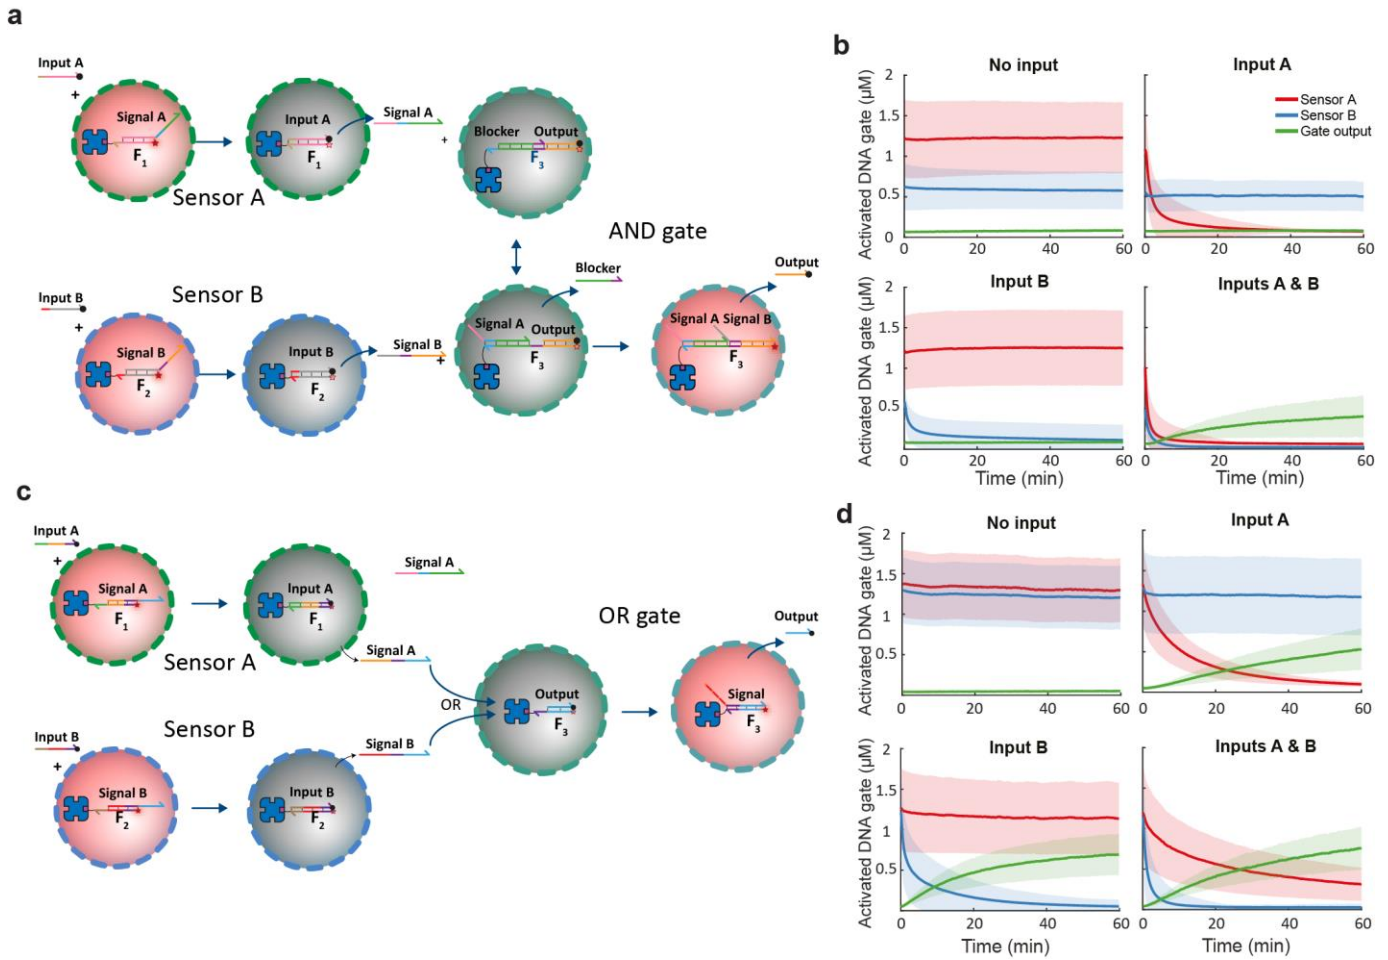 a
Input A
+
Signal A
F1
Sensor A
Input A
F1
Signal A
+
Blocker Output
F3
AND gate
Input B
+
Sensor B
Signal B
F2
Input B
F2
Signal B
+
Blocker
Signal A Output
F3
Output
Signal A Signal B
F3
b
Activated DNA gate (μM)
No input
2
1.5
1
0.5
0
0 20 40 60
Input A
Sensor A
Sensor B
Gate output
0 20 40 60
Activated DNA gate (μM)
Input B
2
1.5
1
0.5
0 20 40 60
Time (min)
Inputs A & B
0 20 40 60
Time (min)
c
Input A
+
Signal A
F1
Sensor A
Input A
F1
Signal A
Signal A
OR
OR gate
Input B
+
Sensor B
Signal B
F2
Input B
F2
Signal B
Output
F3
Output
Signal
F3
d
Activated DNA gate (μM)
No input
2
1.5
1
0.5
0 20 40 60
Input A
0 20 40 60
Activated DNA gate (μM)
Input B
2
1.5
1
0.5
0 20 40 60
Time (min)
Inputs A & B
0 20 40 60
Time (min)